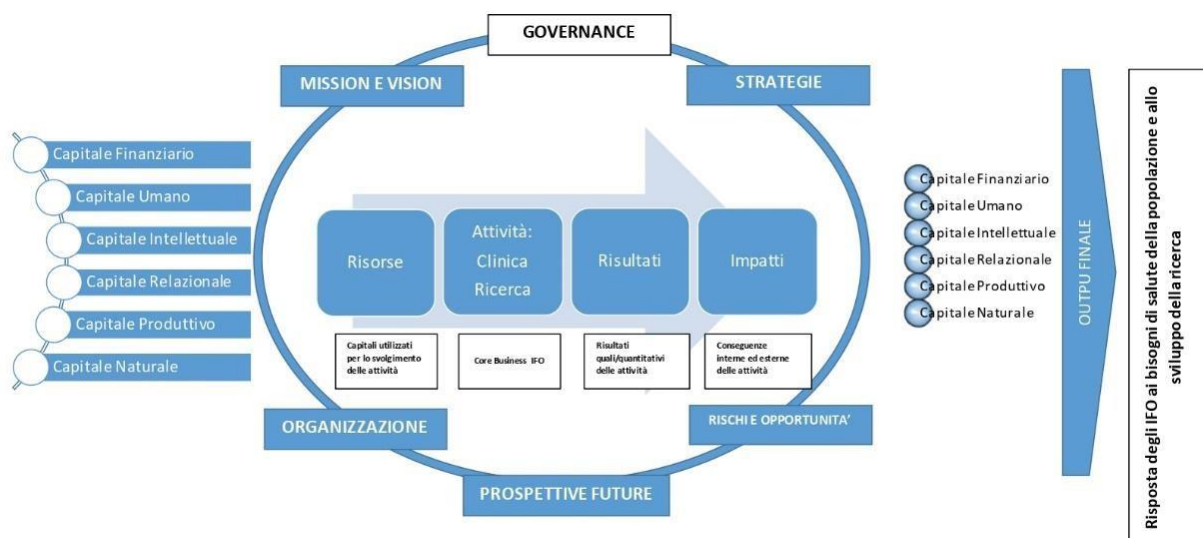 GOVERNANCE
MISSION E VISION
STRATEGIE
Capitale Finanziario
Capitale Umano
Capitale Intellettuale
Capitale Relazionale
Capitale Produttivo
Capitale Naturale
Risorse
Attività:
Clinica
Ricerca
Risultati
Impatti
Capitali utilizzati
per lo svolgimento
delle attività
Core Business IFO
Risultati
quali/quantitativi
delle attività
Conseguenze
interne ed esterne
delle attività
ORGANIZZAZIONE
RISCHI E OPPORTUNITA’
PROSPETTIVE FUTURE
Capitale Finanziario
Capitale Umano
Capitale Intellettuale
Capitale Relazionale
Capitale Produttivo
Capitale Naturale
OUTPU FINALE
Risposta degli IFO ai bisogni di salute della popolazione e allo
sviluppo della ricerca